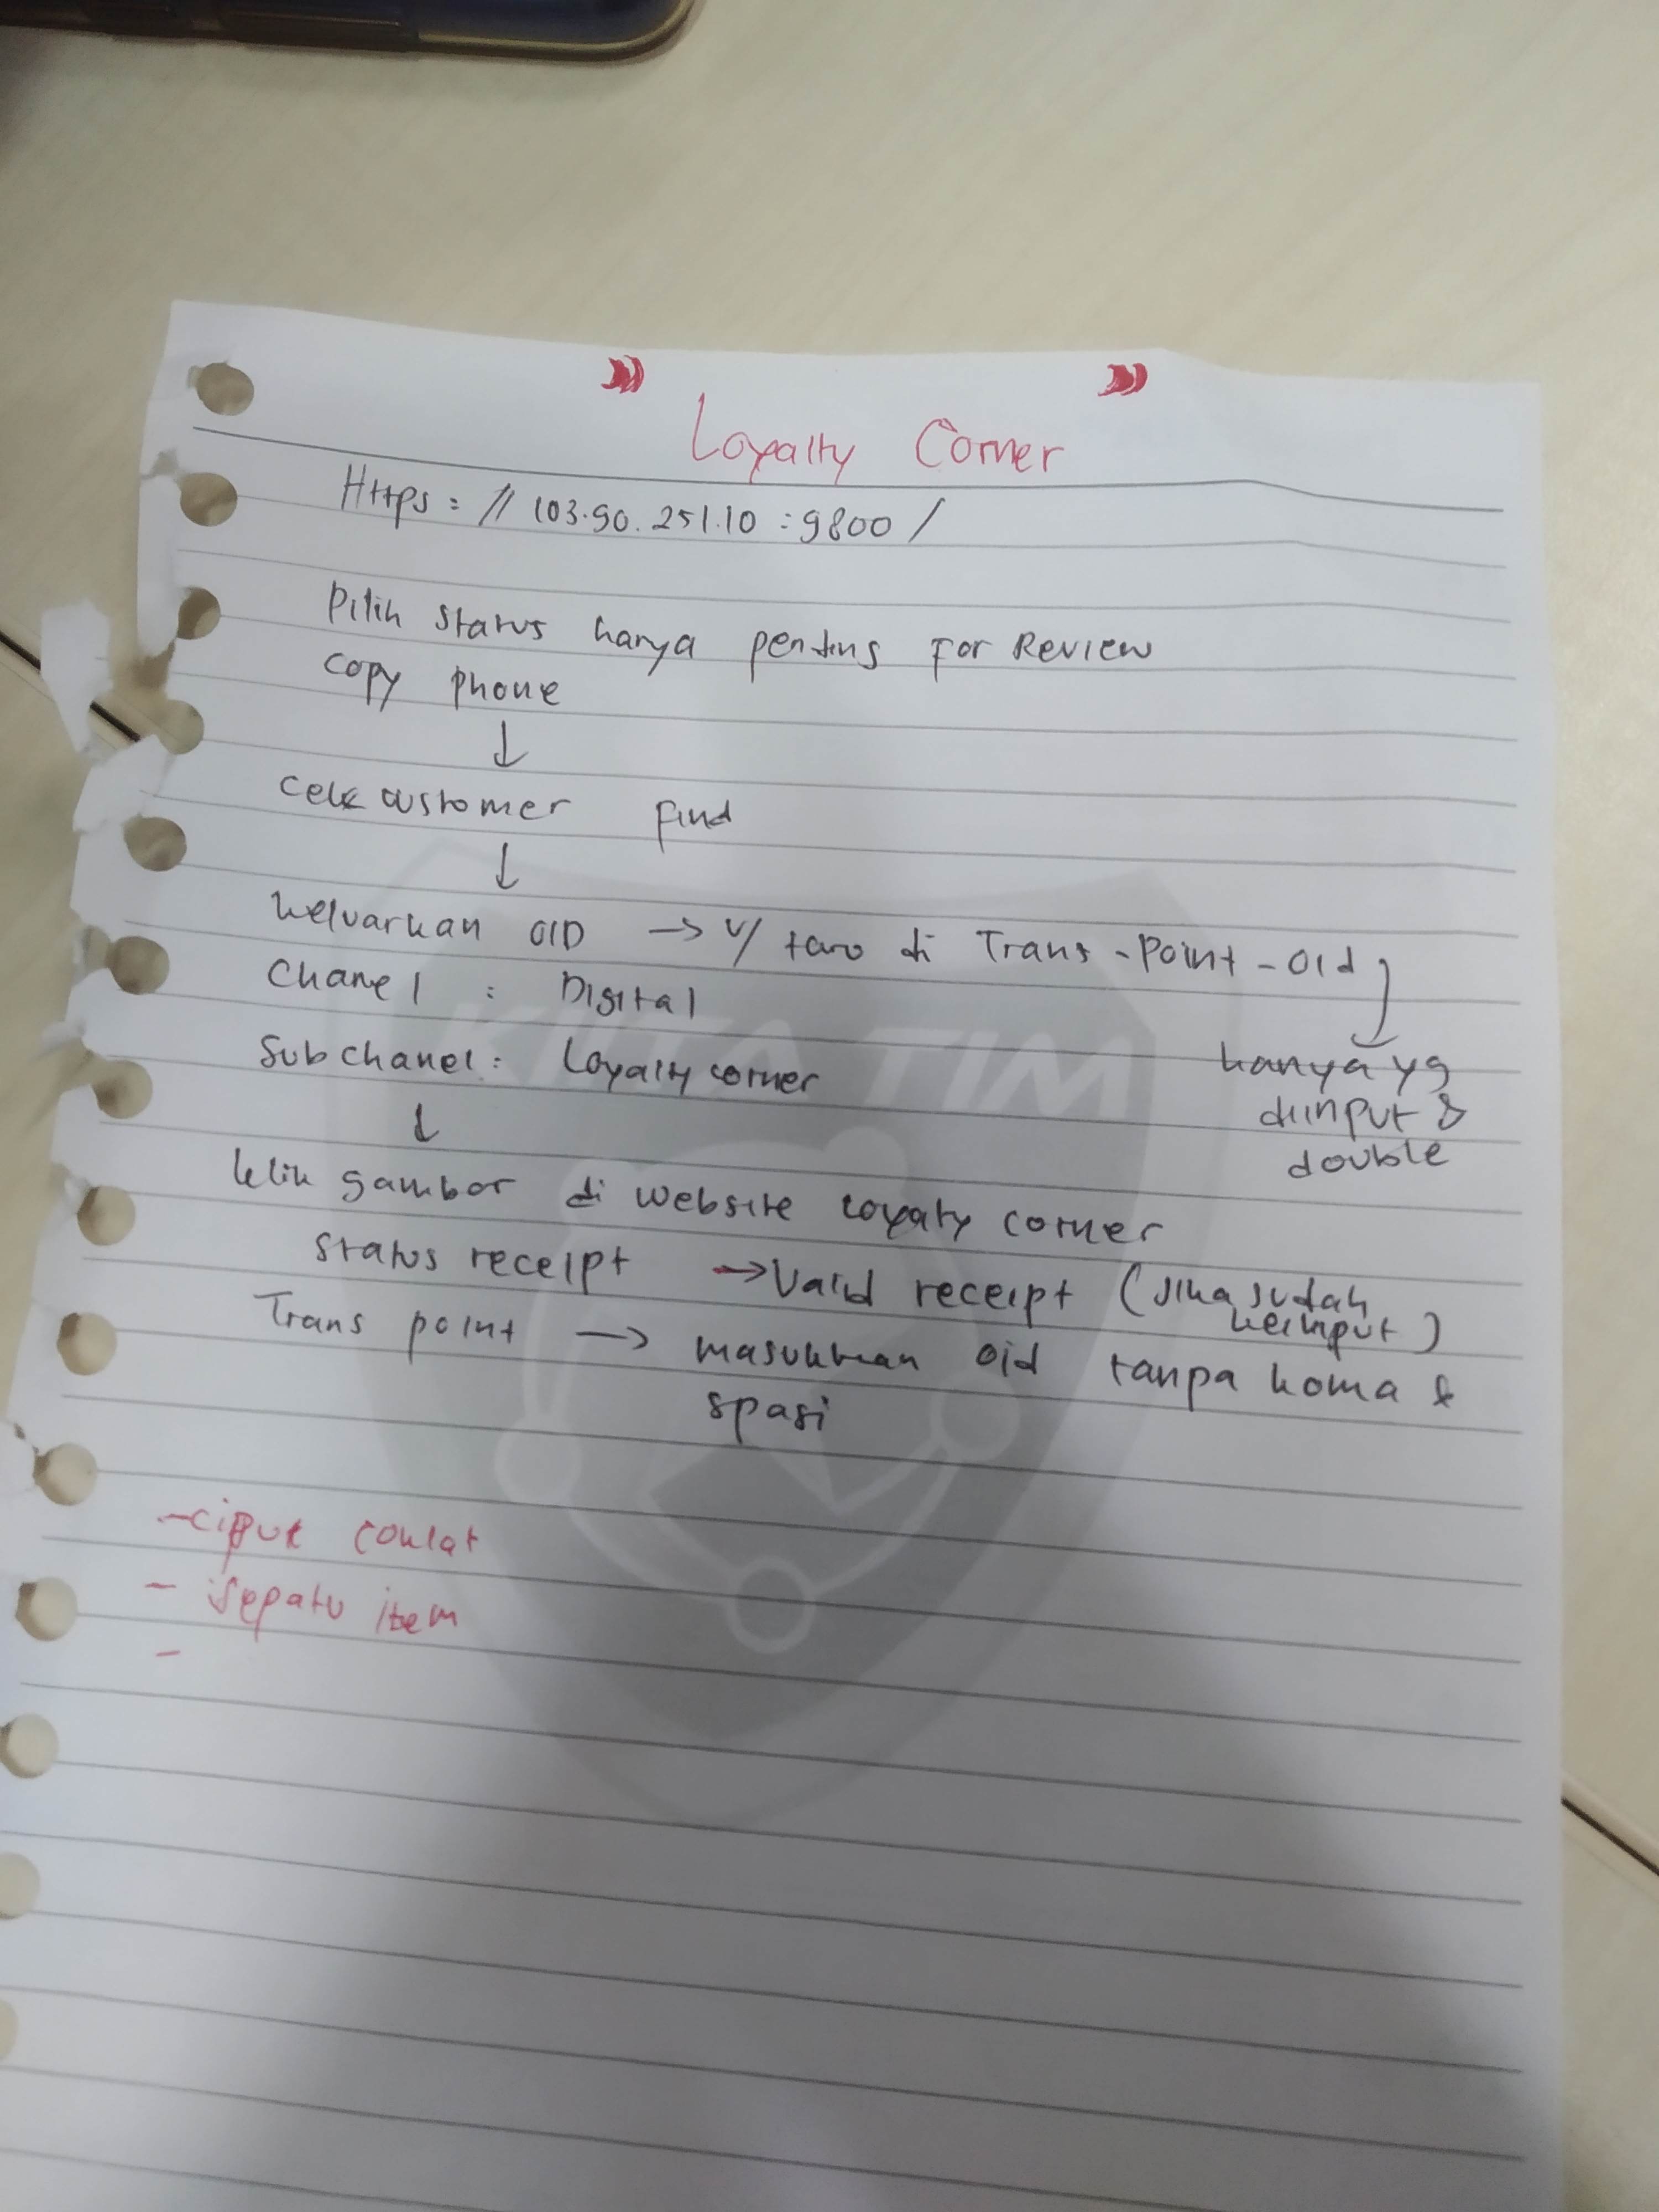 Loyalty Corner
Https : // 103.90.251.10 : 9800 /
Pilih status hanya pending For Review
copy phone
↓
Cek customer find
↓
keluarkan OID → u/ taro di Trans - Point - Oid
Chanel : Digital
hanya yg
Subchanel : Loyalty corner
diinput &
double
↓
klik gambar di website Loyalty corner
status receipt → Valid receipt (Jika sudah
keinput)
Trans point → masukkan oid tanpa koma &
spasi
- coklat
- sepatu item
-
KITA TIM